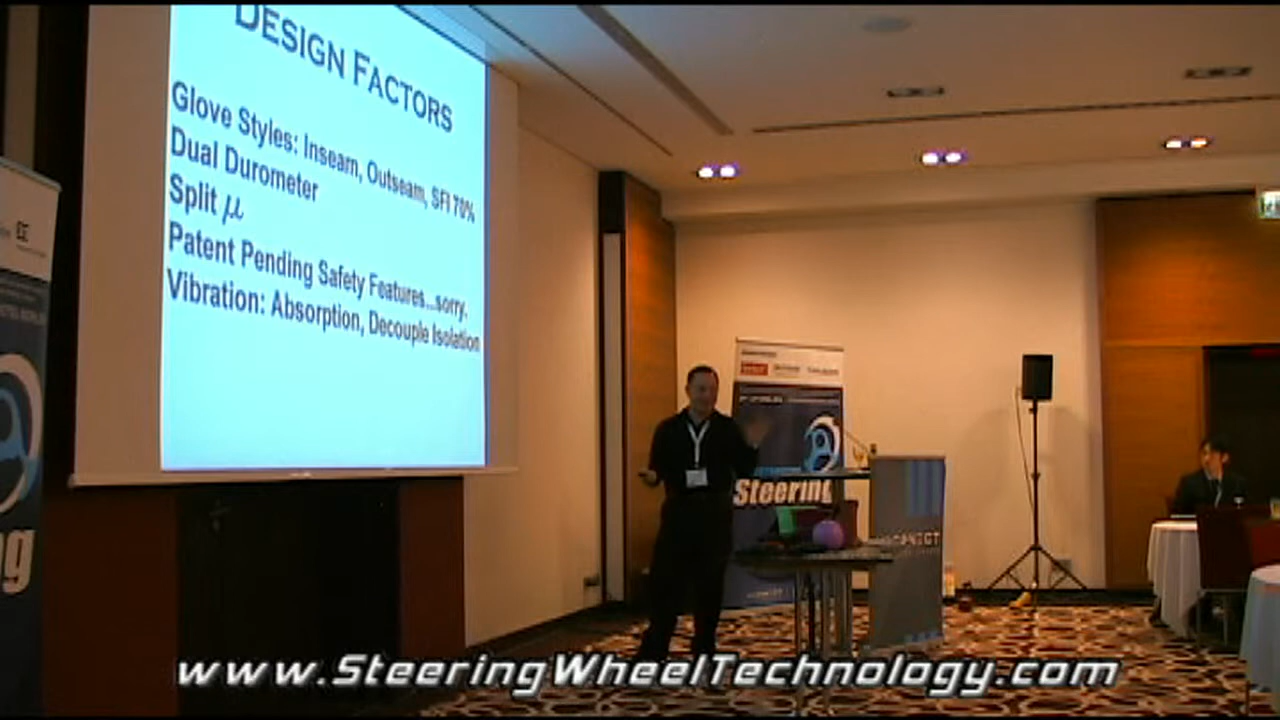 DESIGN FACTORS
Glove Styles: Inseam, Outseam, SFI 70%
Dual Durometer
Split μ
Patent Pending Safety Features...sorry.
Vibration: Absorption, Decouple Isolation
Steering
ng
www.SteeringWheelTechnology.com